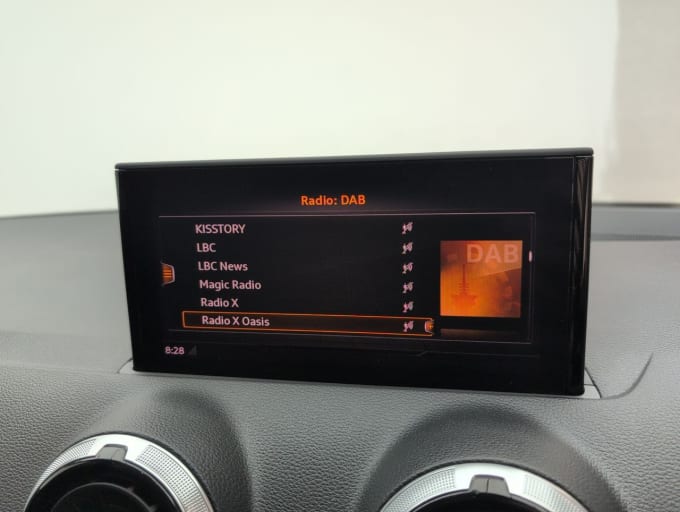 Radio: DAB
KISSTORY
LBC
LBC News
Magic Radio
Radio X
Radio X Oasis
DAB
8:28